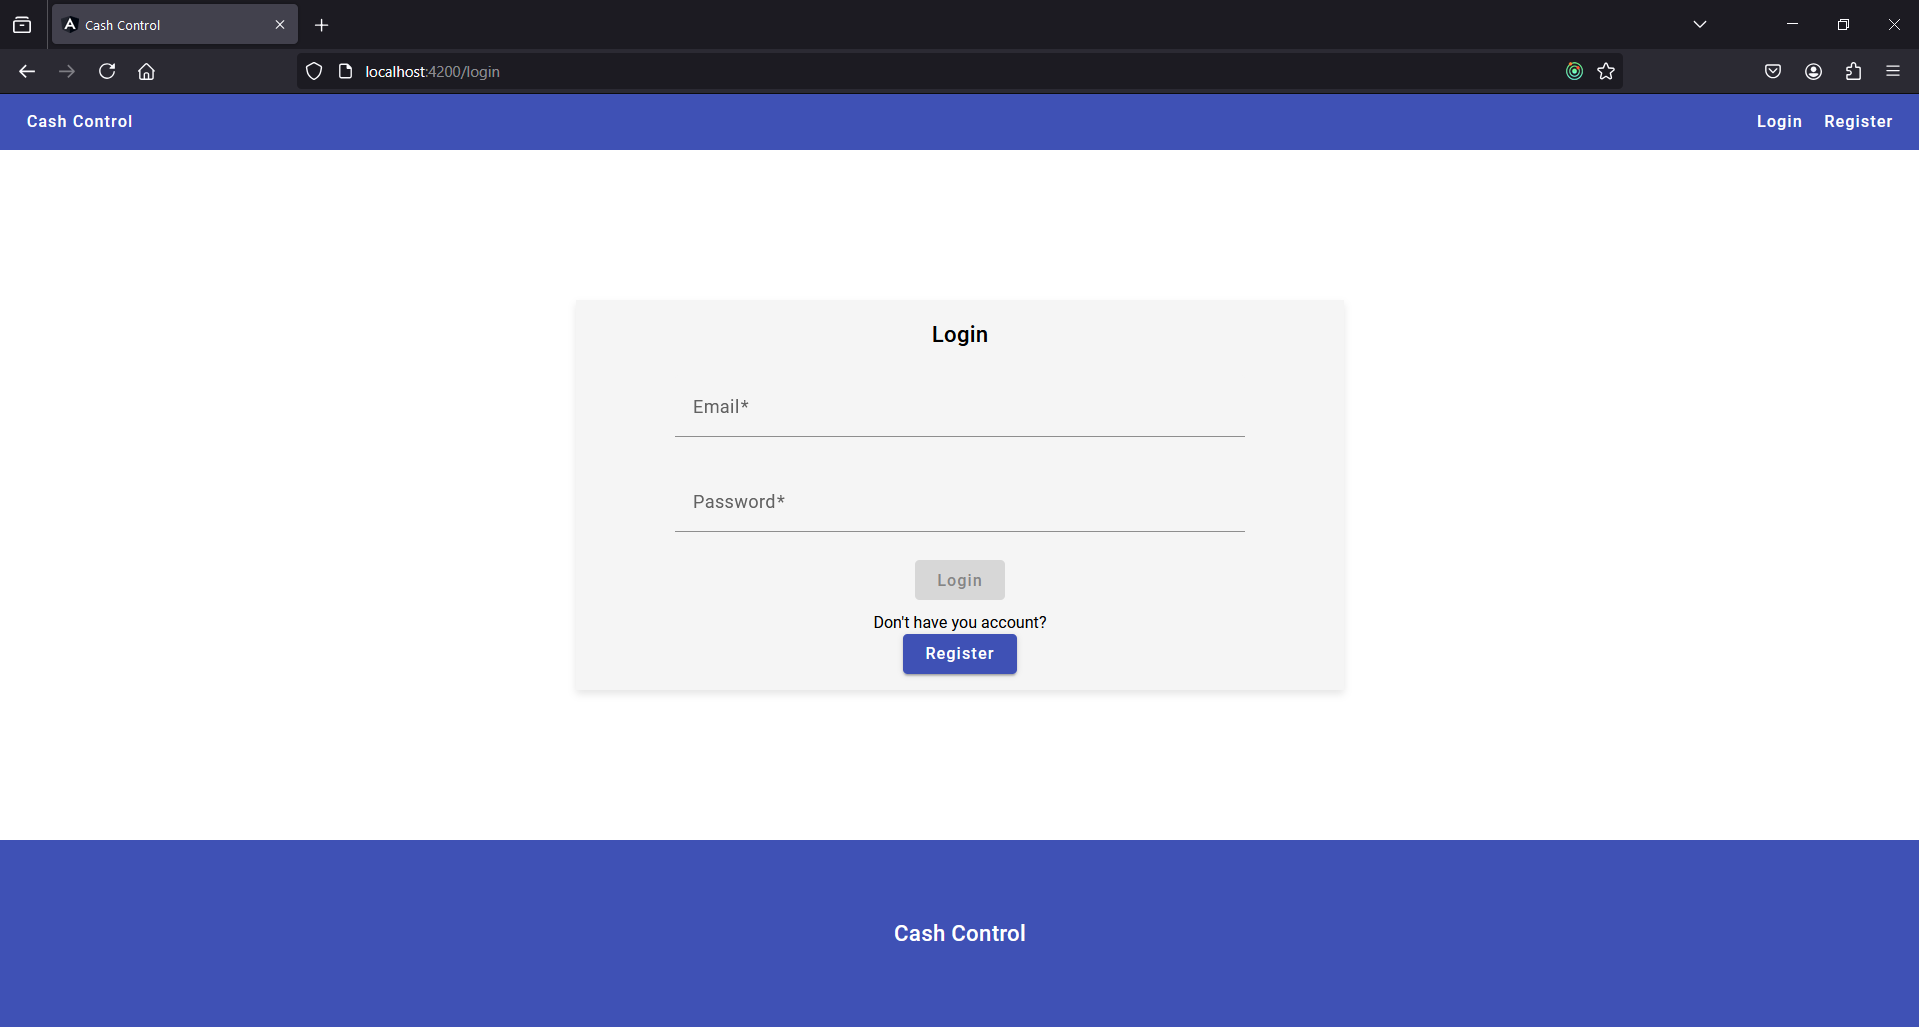 Cash Control
localhost:4200/login
Cash Control
Login Register
Login
Email*
Password*
Login
Don't have you account?
Register
Cash Control